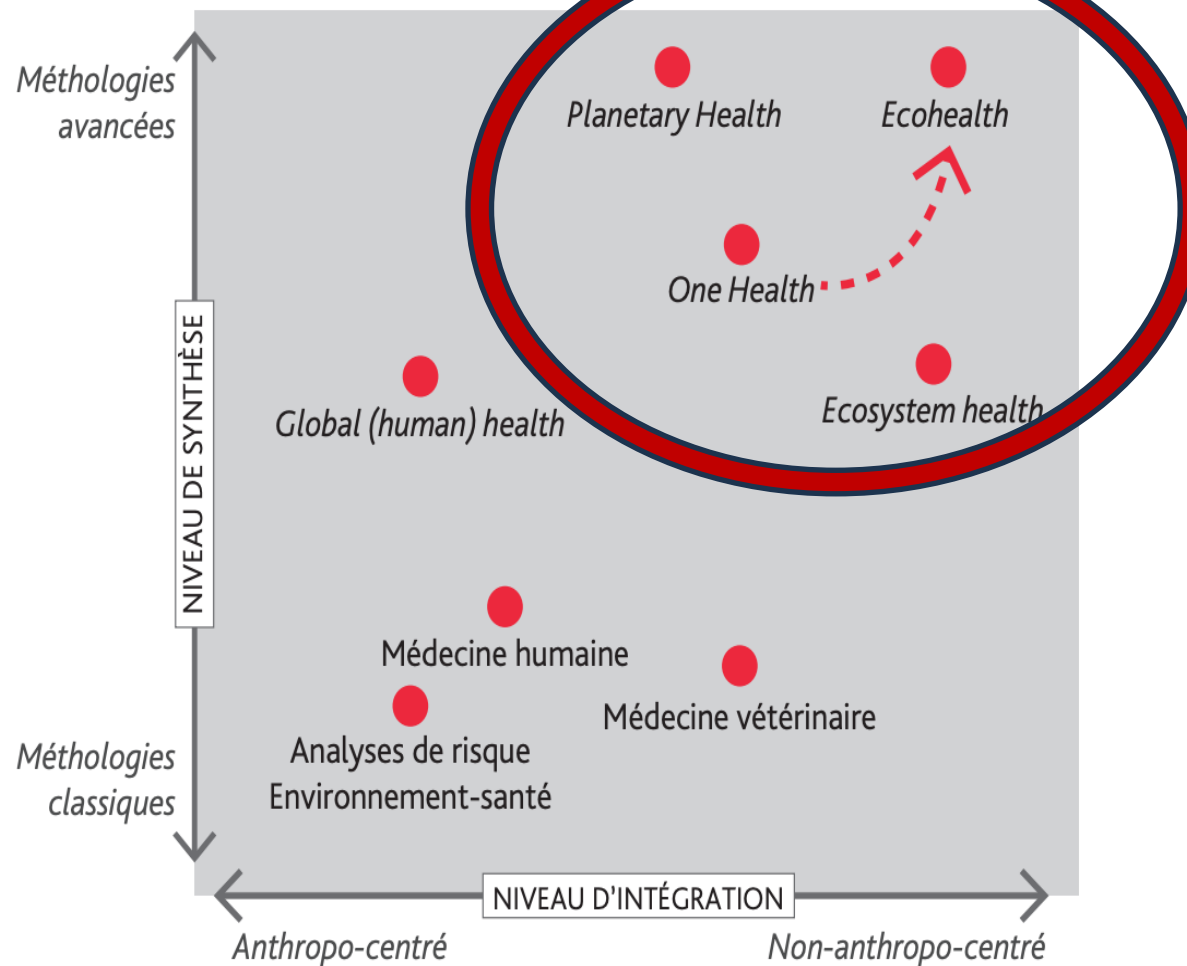 Méthologies
avancées
Planetary Health
Ecohealth
One Health
NIVEAU DE SYNTHÈSE
Global (human) health
Ecosystem health
Médecine humaine
Médecine vétérinaire
Analyses de risque
Environnement-santé
Méthologies
classiques
NIVEAU D'INTÉGRATION
Anthropo-centré
Non-anthropo-centré